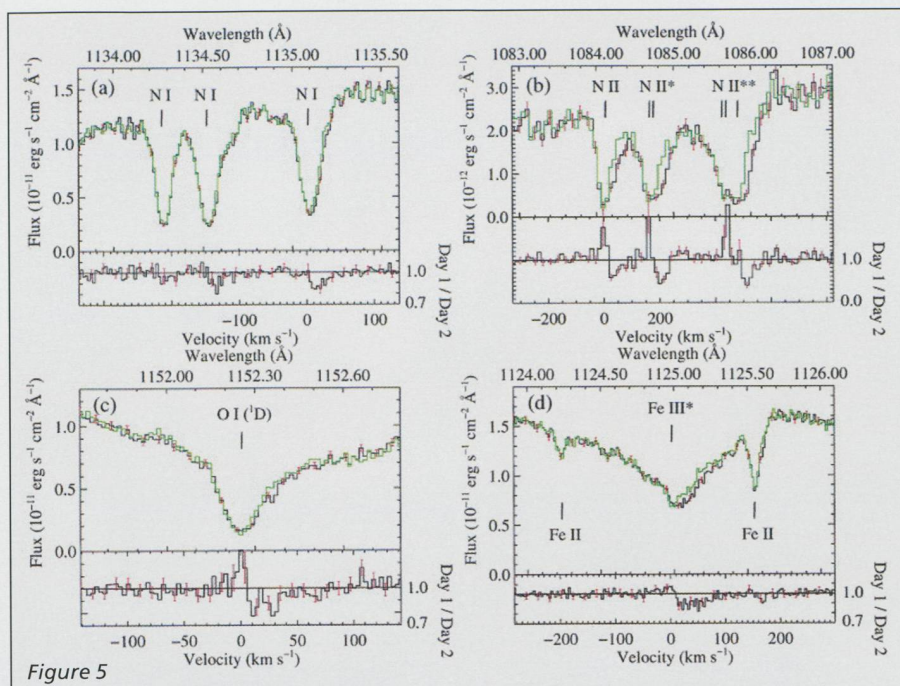 Wavelength (Å)
1134.00 1134.50 1135.00 1135.50
(a)
N I N I N I
Flux (10⁻¹¹ erg s⁻¹ cm⁻² Å⁻¹)
1.5
1.0
0.5
0.0
1.0
0.7
Day 1 / Day 2
−100 0 100
Velocity (km s⁻¹)
Wavelength (Å)
1083.00 1084.00 1085.00 1086.00 1087.00
(b)
N II N II* N II**
Flux (10⁻¹² erg s⁻¹ cm⁻² Å⁻¹)
3.0
2.0
1.0
0.0
1.0
0.0
Day 1 / Day 2
−200 0 200
Velocity (km s⁻¹)
Wavelength (Å)
1152.00 1152.30 1152.60
(c)
O I (¹D)
Flux (10⁻¹¹ erg s⁻¹ cm⁻² Å⁻¹)
1.0
0.5
0.0
1.0
0.7
Day 1 / Day 2
−100 −50 0 50 100
Velocity (km s⁻¹)
Wavelength (Å)
1124.00 1124.50 1125.00 1125.50 1126.00
(d)
Fe III*
Fe II Fe II
Flux (10⁻¹¹ erg s⁻¹ cm⁻² Å⁻¹)
1.5
1.0
0.5
0.0
1.0
0.7
Day 1 / Day 2
−200 0 200
Velocity (km s⁻¹)
Figure 5